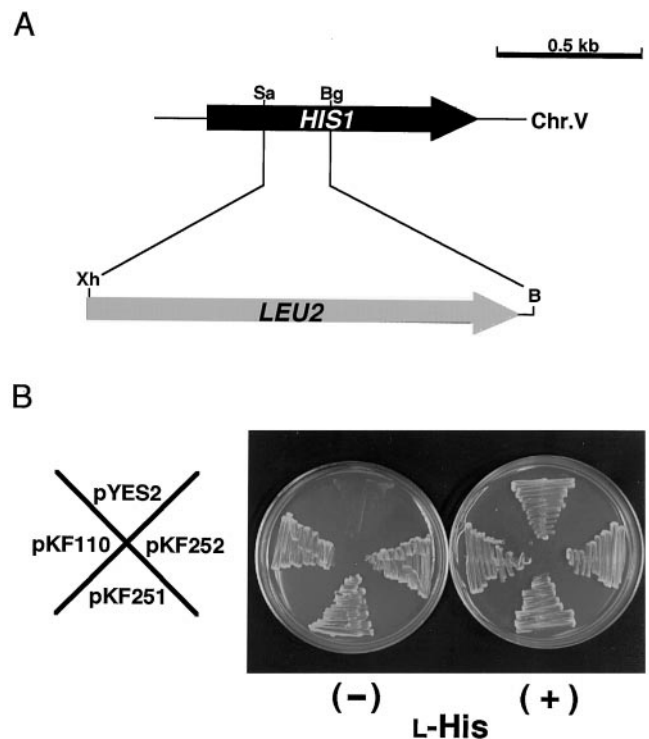 A
0.5 kb
Sa Bg
HIS1
Chr.V
Xh
B
LEU2
B
pYES2
pKF110 pKF252
pKF251
(−) (+)
L-His